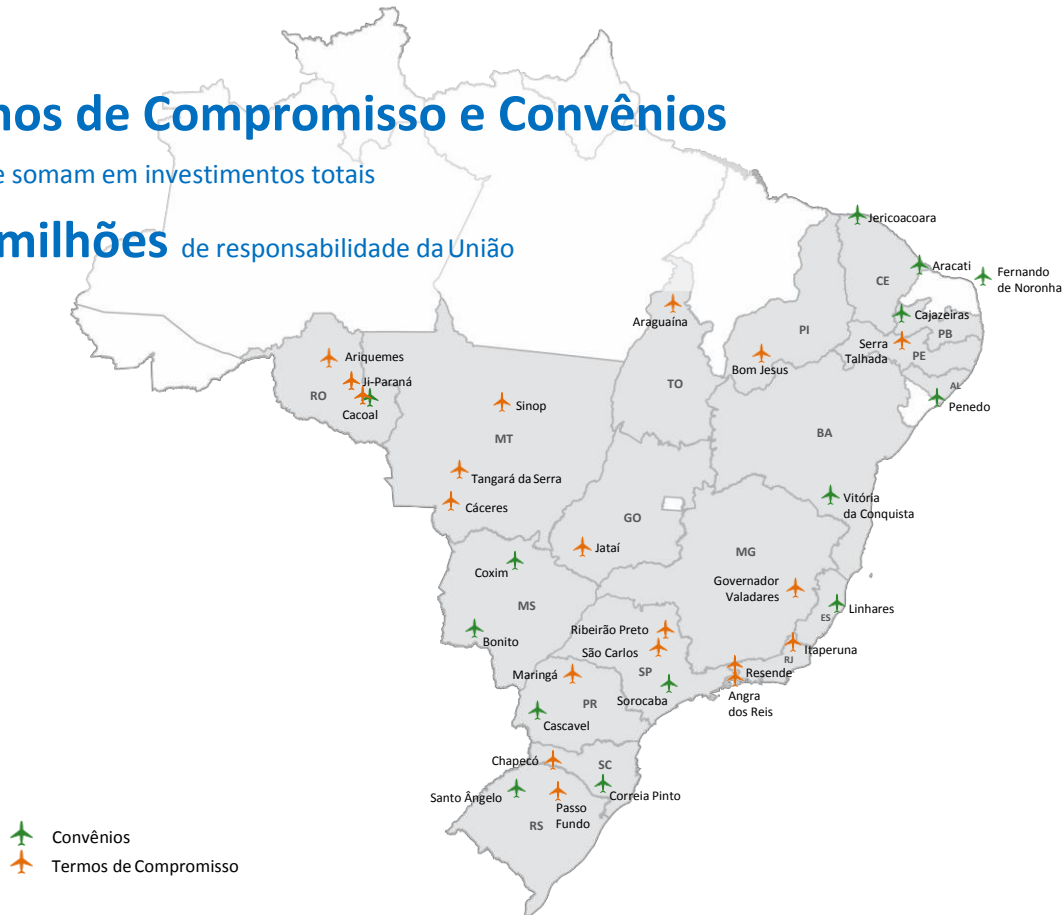 nos de Compromisso e Convênios
e somam em investimentos totais
milhões de responsabilidade da União
Jericoacoara
Aracati
Fernando
de Noronha
CE
Cajazeiras
Araguaína
PI
PB
Serra
Talhada
PE
Bom Jesus
Ariquemes
Ji-Paraná
TO
AL
RO
Cacoal
Sinop
Penedo
MT
BA
Tangará da Serra
Vitória
da Conquista
Cáceres
GO
Jataí
MG
Coxim
Governador
Valadares
MS
Linhares
ES
Ribeirão Preto
Bonito
São Carlos
Itaperuna
RJ
Maringá
SP
Resende
Sorocaba
PR
Angra
dos Reis
Cascavel
Chapecó
SC
Santo Ângelo
Correia Pinto
Passo
Fundo
RS
Convênios
Termos de Compromisso